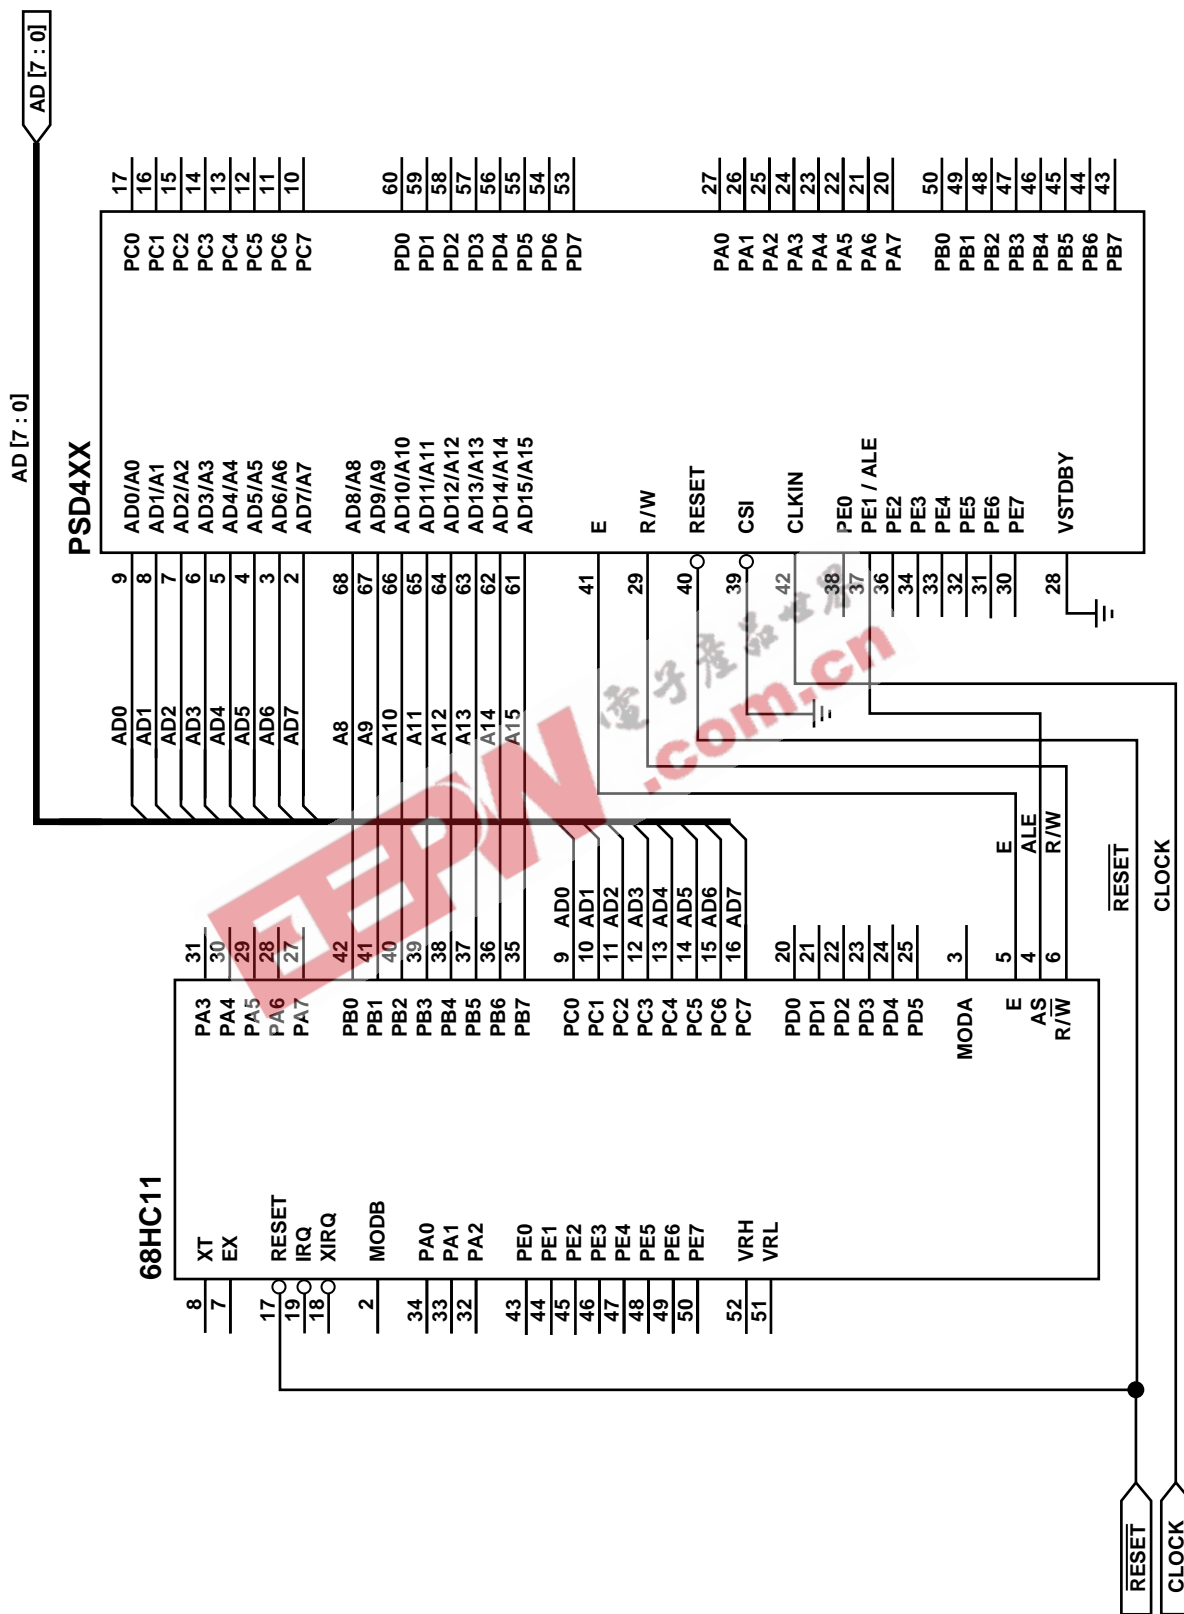 AD [7 : 0]
AD [7 : 0]
PSD4XX
9 AD0/A0
8 AD1/A1
7 AD2/A2
6 AD3/A3
5 AD4/A4
4 AD5/A5
3 AD6/A6
2 AD7/A7
68 AD8/A8
67 AD9/A9
66 AD10/A10
65 AD11/A11
64 AD12/A12
63 AD13/A13
62 AD14/A14
61 AD15/A15
41 E
29 R/W
40 RESET
39 CSI
42 CLKIN
38 PE0
37 PE1 / ALE
36 PE2
34 PE3
33 PE4
32 PE5
31 PE6
30 PE7
28 VSTDBY
PC0 17
PC1 16
PC2 15
PC3 14
PC4 13
PC5 12
PC6 11
PC7 10
PD0 60
PD1 59
PD2 58
PD3 57
PD4 56
PD5 55
PD6 54
PD7 53
PA0 27
PA1 26
PA2 25
PA3 24
PA4 23
PA5 22
PA6 21
PA7 20
PB0 50
PB1 49
PB2 48
PB3 47
PB4 46
PB5 45
PB6 44
PB7 43
AD0
AD1
AD2
AD3
AD4
AD5
AD6
AD7
A8
A9
A10
A11
A12
A13
A14
A15
68HC11
8 XT
7 EX
17 RESET
19 IRQ
18 XIRQ
2 MODB
34 PA0
33 PA1
32 PA2
43 PE0
44 PE1
45 PE2
46 PE3
47 PE4
48 PE5
49 PE6
50 PE7
52 VRH
51 VRL
PA3 31
PA4 30
PA5 29
PA6 28
PA7 27
PB0 42
PB1 41
PB2 40
PB3 39
PB4 38
PB5 37
PB6 36
PB7 35
PC0 9 AD0
PC1 10 AD1
PC2 11 AD2
PC3 12 AD3
PC4 13 AD4
PC5 14 AD5
PC6 15 AD6
PC7 16 AD7
PD0 20
PD1 21
PD2 22
PD3 23
PD4 24
PD5 25
MODA 3
E 5 E
AS 4 ALE
R/W 6 R/W
RESET
CLOCK
RESET
CLOCK
EEPW
電子產品世界
.com.cn